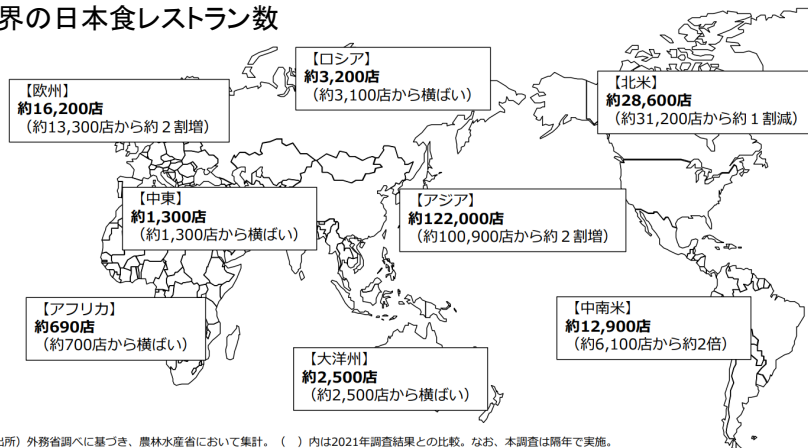 界の日本食レストラン数
【ロシア】
約3,200店
（約3,100店から横ばい）
【欧州】
約16,200店
（約13,300店から約２割増）
【北米】
約28,600店
（約31,200店から約１割減）
【中東】
約1,300店
（約1,300店から横ばい）
【アジア】
約122,000店
（約100,900店から約２割増）
【アフリカ】
約690店
（約700店から横ばい）
【中南米】
約12,900店
（約6,100店から約2倍）
【大洋州】
約2,500店
（約2,500店から横ばい）
出所）外務省調べに基づき、農林水産省において集計。（　）内は2021年調査結果との比較。なお、本調査は隔年で実施。